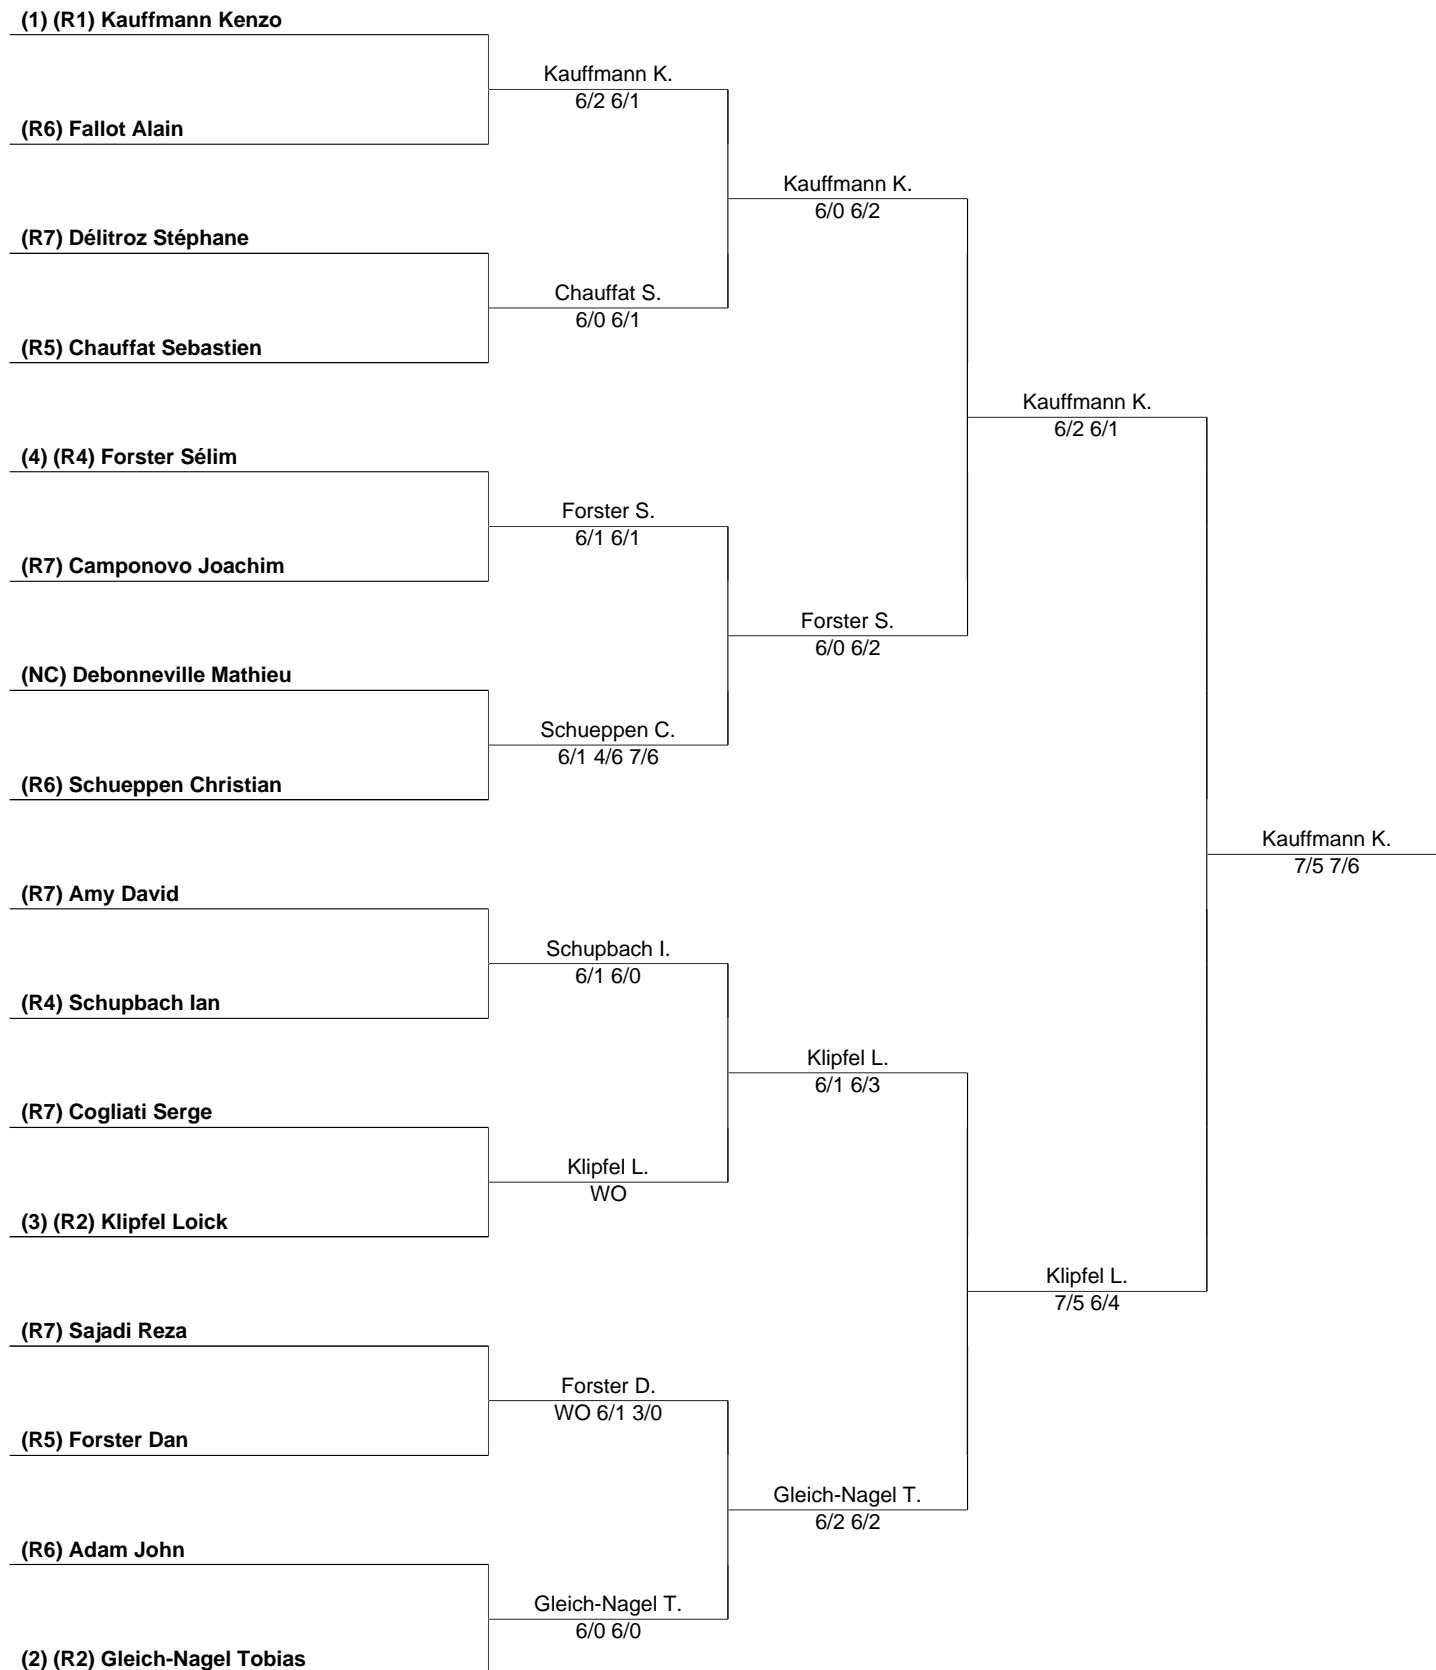 (1) (R1) Kauffmann Kenzo
Kauffmann K.
6/2 6/1
(R6) Fallot Alain
Kauffmann K.
6/0 6/2
(R7) Délitroz Stéphane
Chauffat S.
6/0 6/1
(R5) Chauffat Sebastien
Kauffmann K.
6/2 6/1
(4) (R4) Forster Sélim
Forster S.
6/1 6/1
(R7) Camponovo Joachim
Forster S.
6/0 6/2
(NC) Debonneville Mathieu
Schueppen C.
6/1 4/6 7/6
(R6) Schueppen Christian
Kauffmann K.
7/5 7/6
(R7) Amy David
Schupbach I.
6/1 6/0
(R4) Schupbach Ian
Klipfel L.
6/1 6/3
(R7) Cogliati Serge
Klipfel L.
WO
(3) (R2) Klipfel Loick
Klipfel L.
7/5 6/4
(R7) Sajadi Reza
Forster D.
WO 6/1 3/0
(R5) Forster Dan
Gleich-Nagel T.
6/2 6/2
(R6) Adam John
Gleich-Nagel T.
6/0 6/0
(2) (R2) Gleich-Nagel Tobias